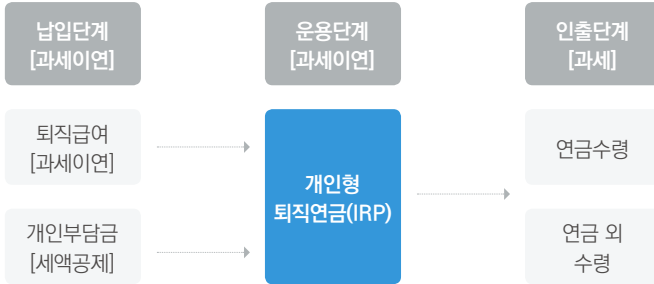 납입단계
[과세이연]
운용단계
[과세이연]
인출단계
[과세]
퇴직급여
[과세이연]
개인부담금
[세액공제]
개인형
퇴직연금(IRP)
연금수령
연금 외
수령